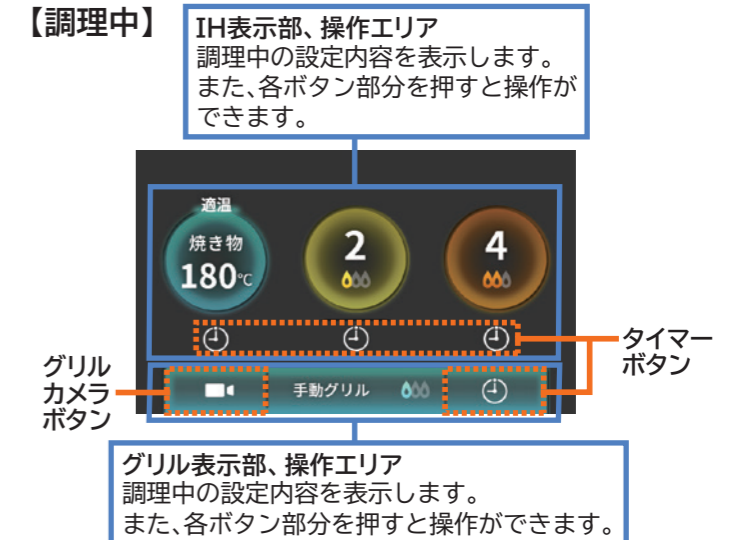 【調理中】
IH表示部、操作エリア
調理中の設定内容を表示します。
また、各ボタン部分を押すと操作が
できます。
適温
焼き物
180℃
2
4
タイマー
ボタン
グリル
カメラ
ボタン
手動グリル
グリル表示部、操作エリア
調理中の設定内容を表示します。
また、各ボタン部分を押すと操作ができます。